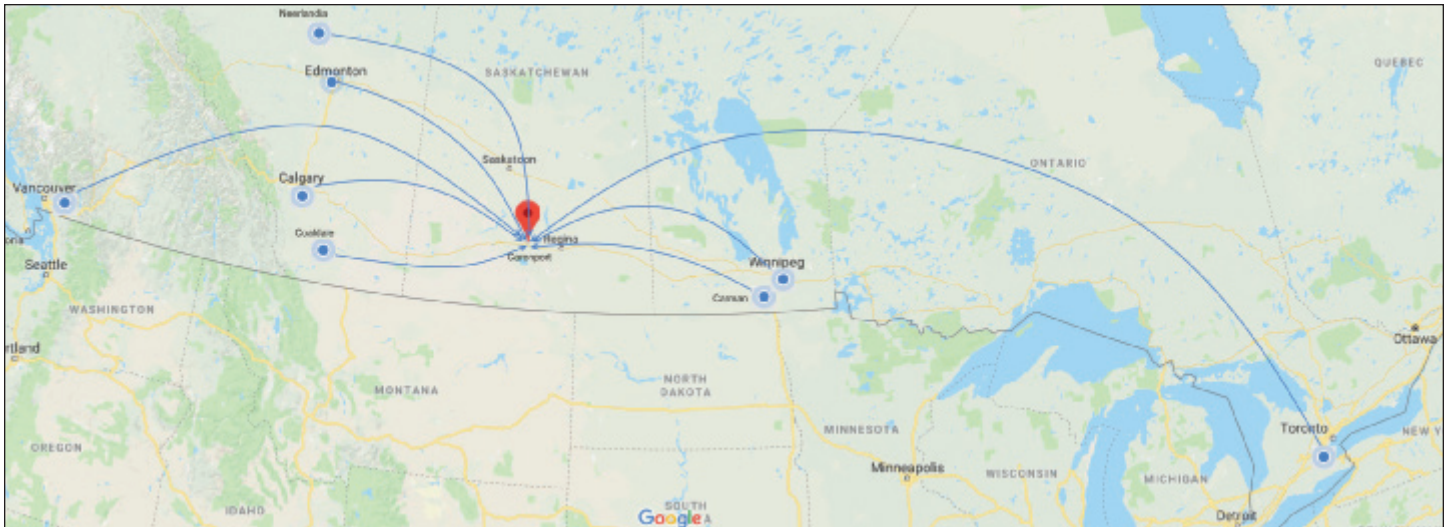 Neerlandia
Edmonton
SASKATCHEWAN
QUEBEC
Saskatoon
ONTARIO
Calgary
Vancouver
Coaldale
Regina
Caronport
Winnipeg
Carman
Seattle
WASHINGTON
Ottawa
rtland
MONTANA
NORTH
DAKOTA
Toronto
NEW Y
MINNESOTA
OREGON
Minneapolis
WISCONSIN
MICHIGAN
IDAHO
SOUTH
Google
A
Detroit